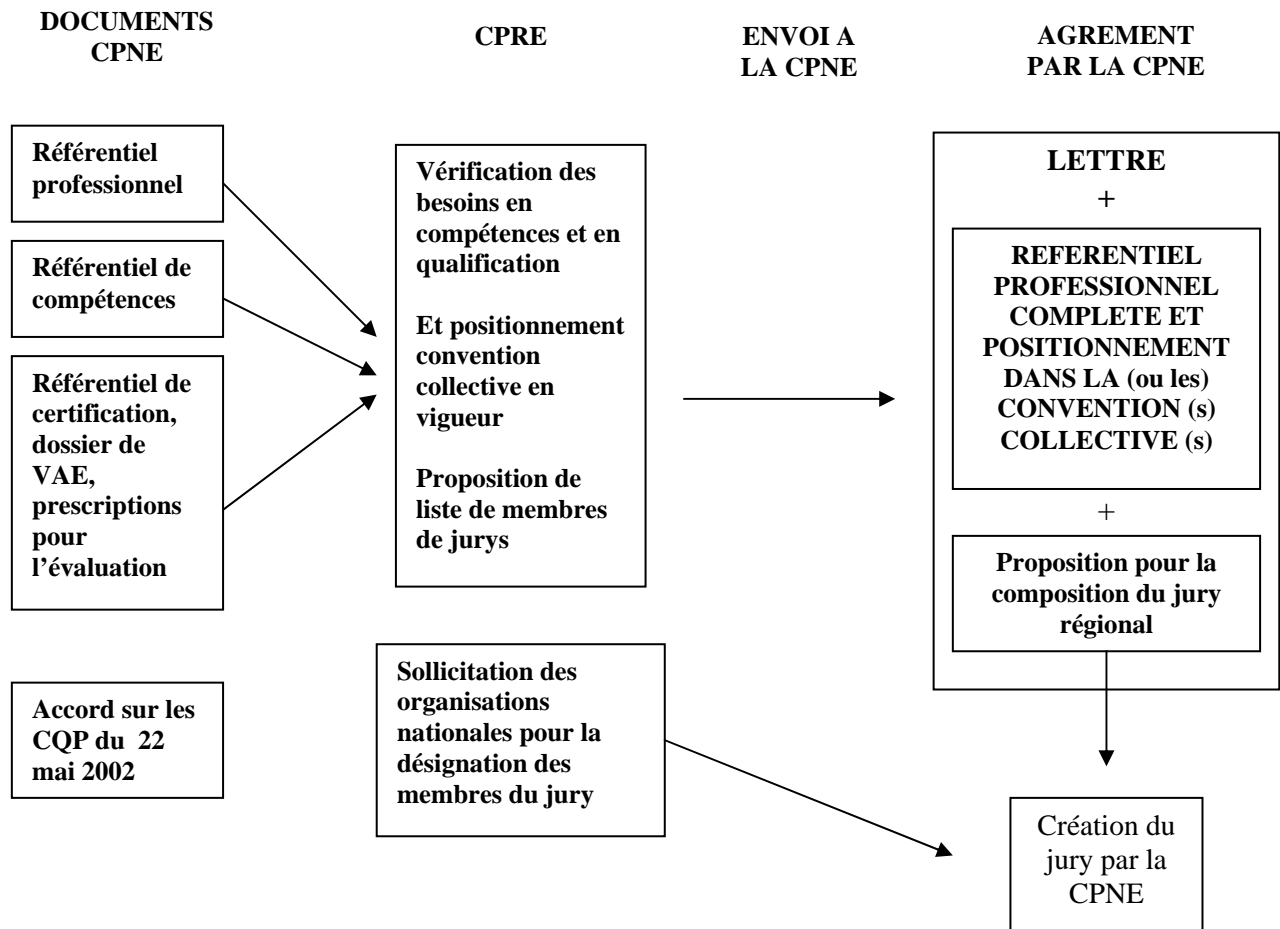 DOCUMENTS
CPNE
CPRE
ENVOI A
LA CPNE
AGREMENT
PAR LA CPNE
Référentiel
professionnel
Référentiel de
compétences
Référentiel de
certification,
dossier de
VAE,
prescriptions
pour
l’évaluation
Accord sur les
CQP du 22
mai 2002
Vérification des
besoins en
compétences et en
qualification
Et positionnement
convention
collective en
vigueur
Proposition de
liste de membres
de jurys
Sollicitation des
organisations
nationales pour la
désignation des
membres du jury
LETTRE
+
REFERENTIEL
PROFESSIONNEL
COMPLETE ET
POSITIONNEMENT
DANS LA (ou les)
CONVENTION (s)
COLLECTIVE (s)
+
Proposition pour la
composition du jury
régional
Création du
jury par la
CPNE